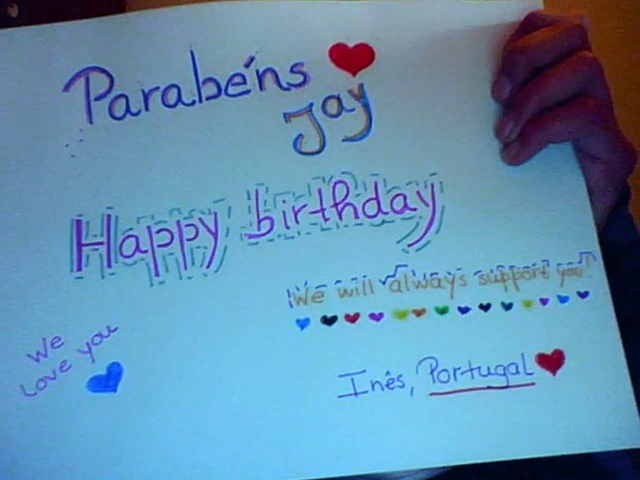 Parabéns
Jay
Happy birthday
We will always support you!
We
love you
Inês, Portugal